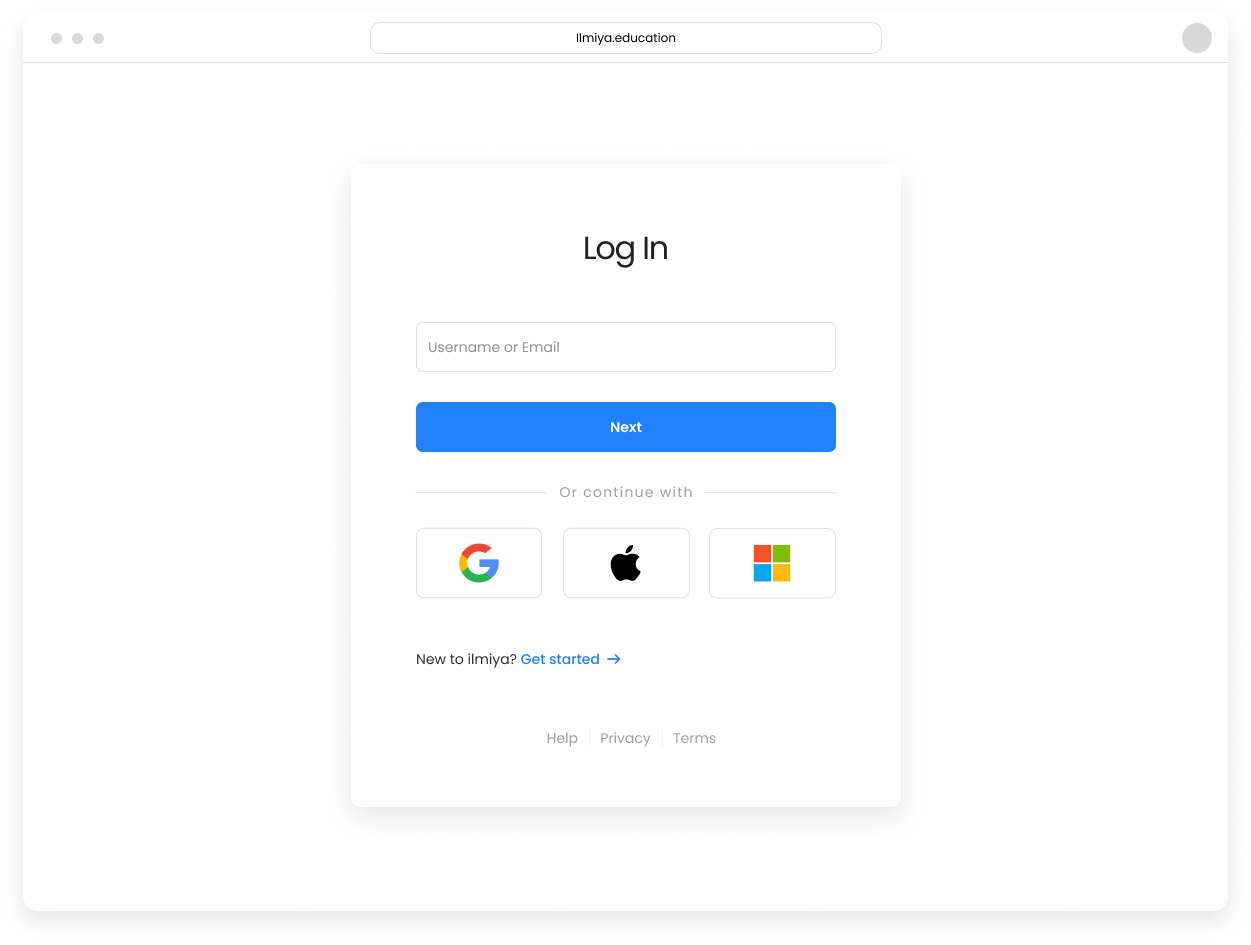 Ilmiya.education
Log In
Username or Email
Next
Or continue with
New to ilmiya? Get started →
Help Privacy Terms